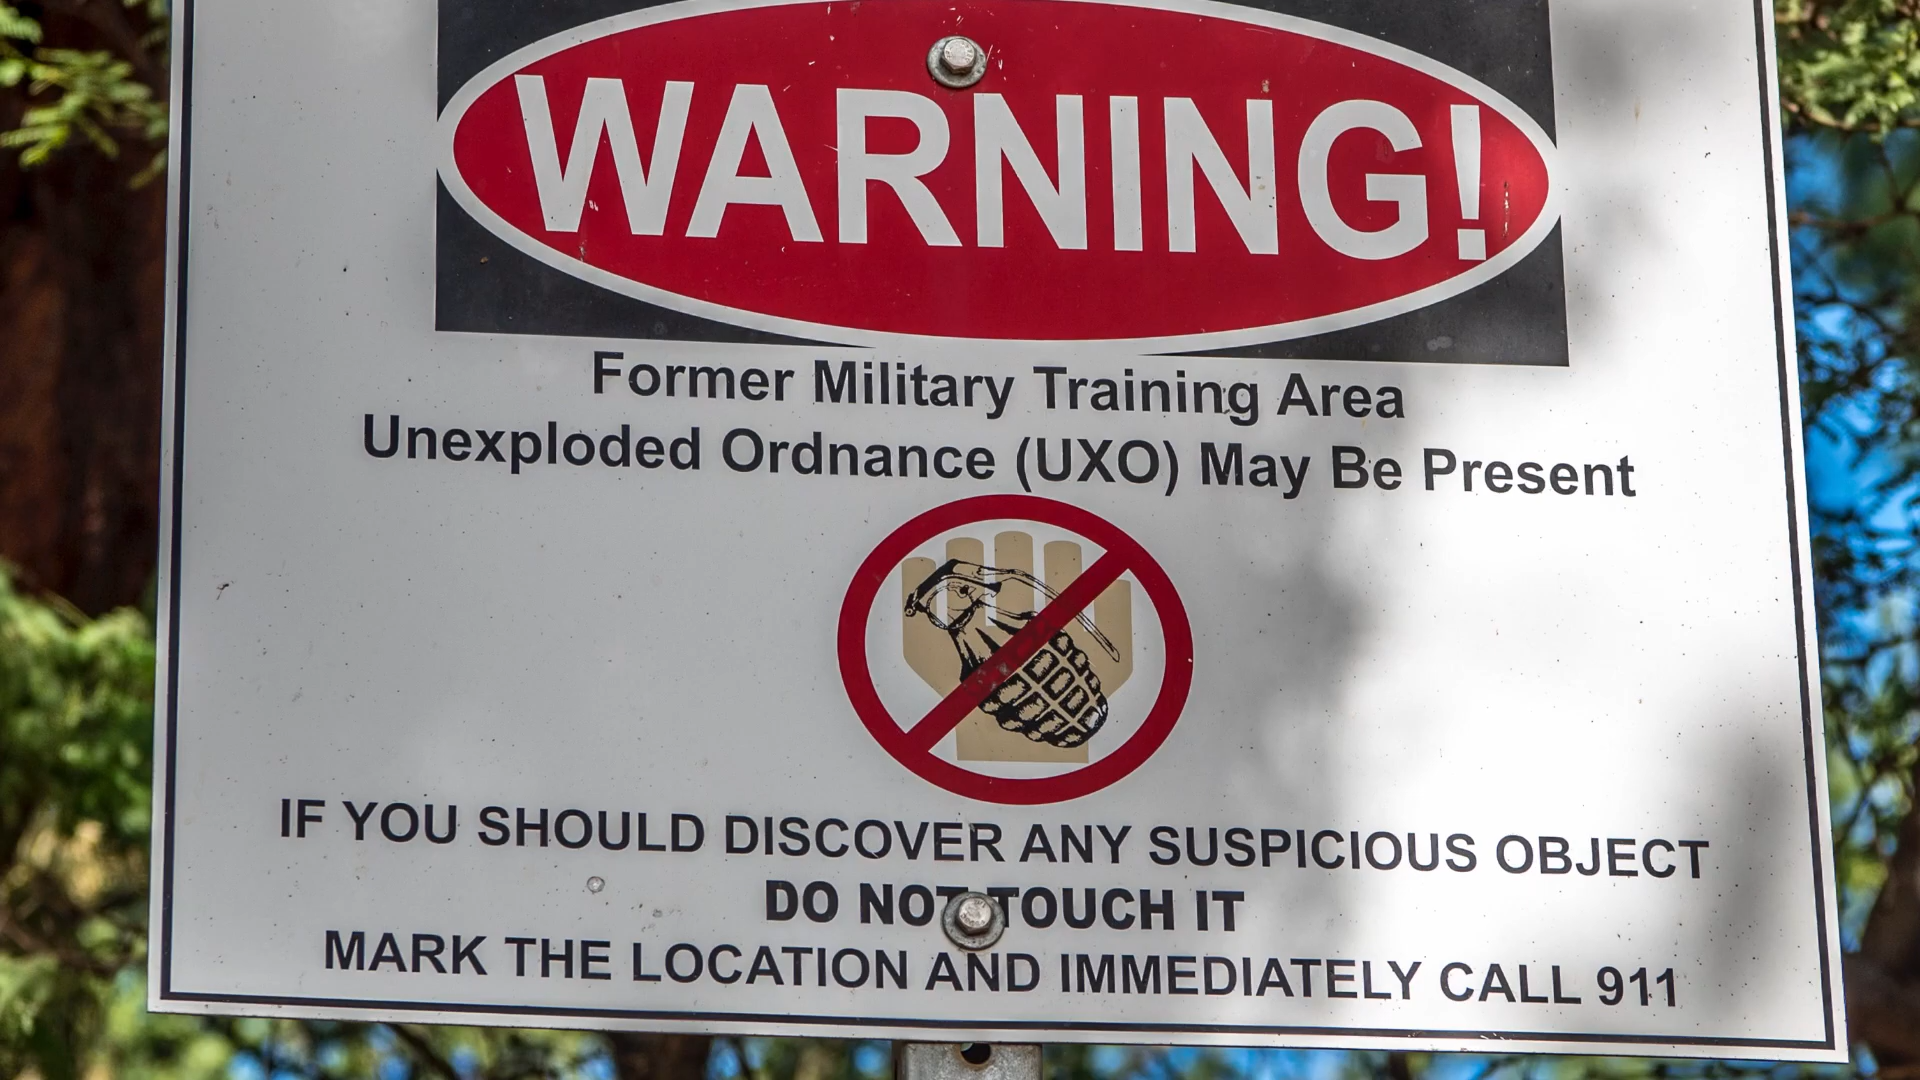 WARNING!
Former Military Training Area
Unexploded Ordnance (UXO) May Be Present
IF YOU SHOULD DISCOVER ANY SUSPICIOUS OBJECT
DO NOT TOUCH IT
MARK THE LOCATION AND IMMEDIATELY CALL 911